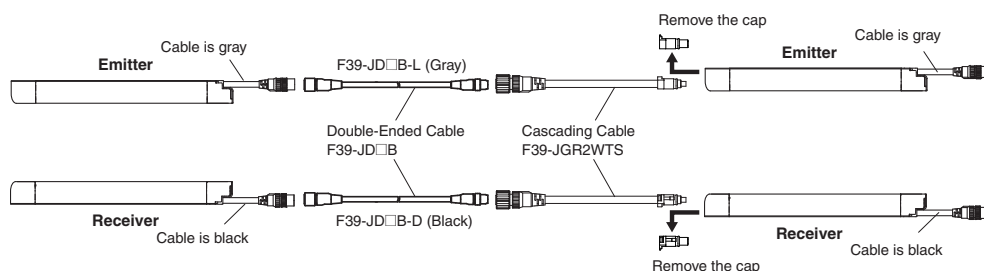 Remove the cap
Cable is gray
Emitter
F39-JD□B-L (Gray)
Emitter
Cable is gray
Double-Ended Cable
F39-JD□B
Cascading Cable
F39-JGR2WTS
Receiver
Cable is black
F39-JD□B-D (Black)
Receiver
Cable is black
Remove the cap